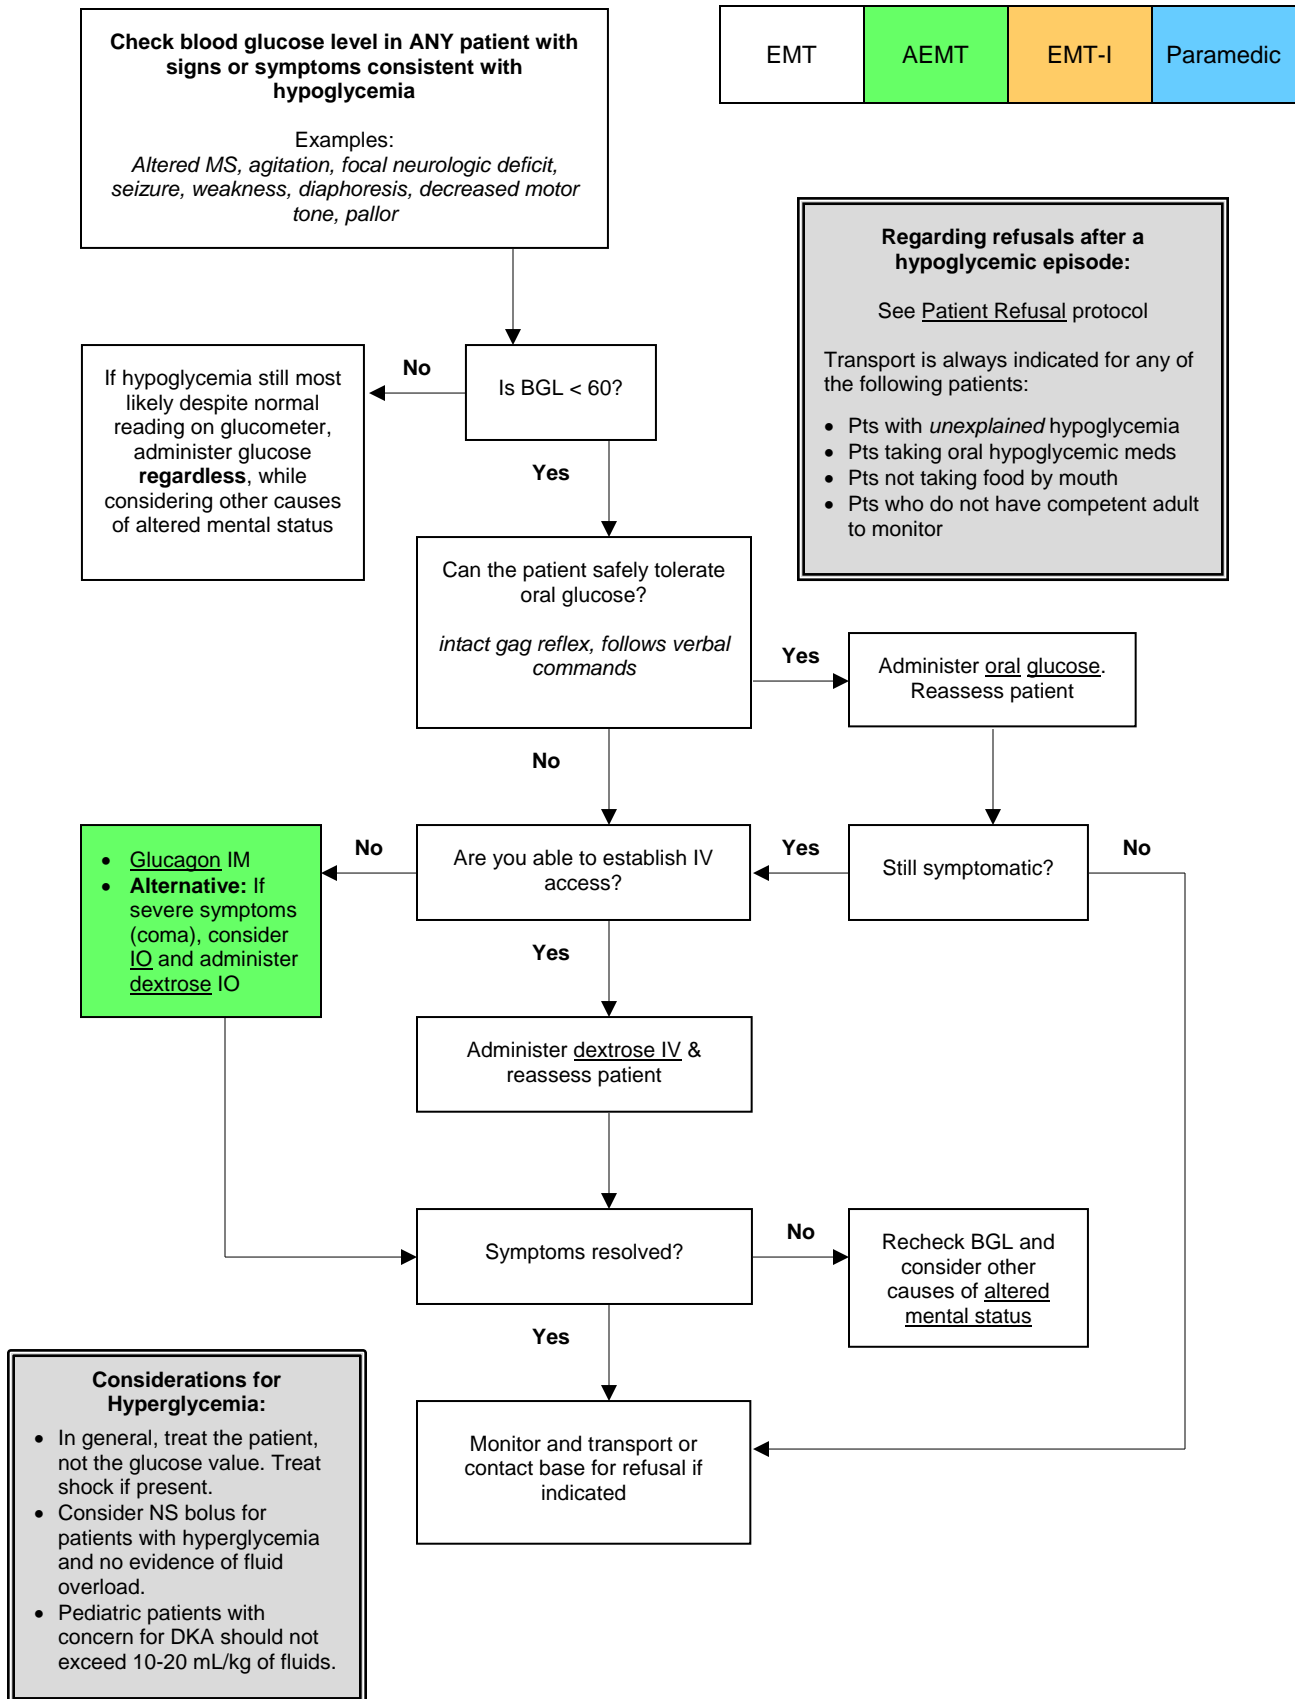 Check blood glucose level in ANY patient with
signs or symptoms consistent with
hypoglycemia
Examples:
Altered MS, agitation, focal neurologic deficit,
seizure, weakness, diaphoresis, decreased motor
tone, pallor
EMT
AEMT
EMT-I
Paramedic
Regarding refusals after a
hypoglycemic episode:
See Patient Refusal protocol
Transport is always indicated for any of
the following patients:
• Pts with unexplained hypoglycemia
• Pts taking oral hypoglycemic meds
• Pts not taking food by mouth
• Pts who do not have competent adult
to monitor
Is BGL < 60?
No
If hypoglycemia still most
likely despite normal
reading on glucometer,
administer glucose
regardless, while
considering other causes
of altered mental status
Yes
Can the patient safely tolerate
oral glucose?
intact gag reflex, follows verbal
commands
Yes
Administer oral glucose.
Reassess patient
No
Still symptomatic?
Yes
No
Are you able to establish IV
access?
No
• Glucagon IM
• Alternative: If
severe symptoms
(coma), consider
IO and administer
dextrose IO
Yes
Administer dextrose IV &
reassess patient
Symptoms resolved?
No
Recheck BGL and
consider other
causes of altered
mental status
Yes
Monitor and transport or
contact base for refusal if
indicated
Considerations for
Hyperglycemia:
• In general, treat the patient,
not the glucose value. Treat
shock if present.
• Consider NS bolus for
patients with hyperglycemia
and no evidence of fluid
overload.
• Pediatric patients with
concern for DKA should not
exceed 10-20 mL/kg of fluids.